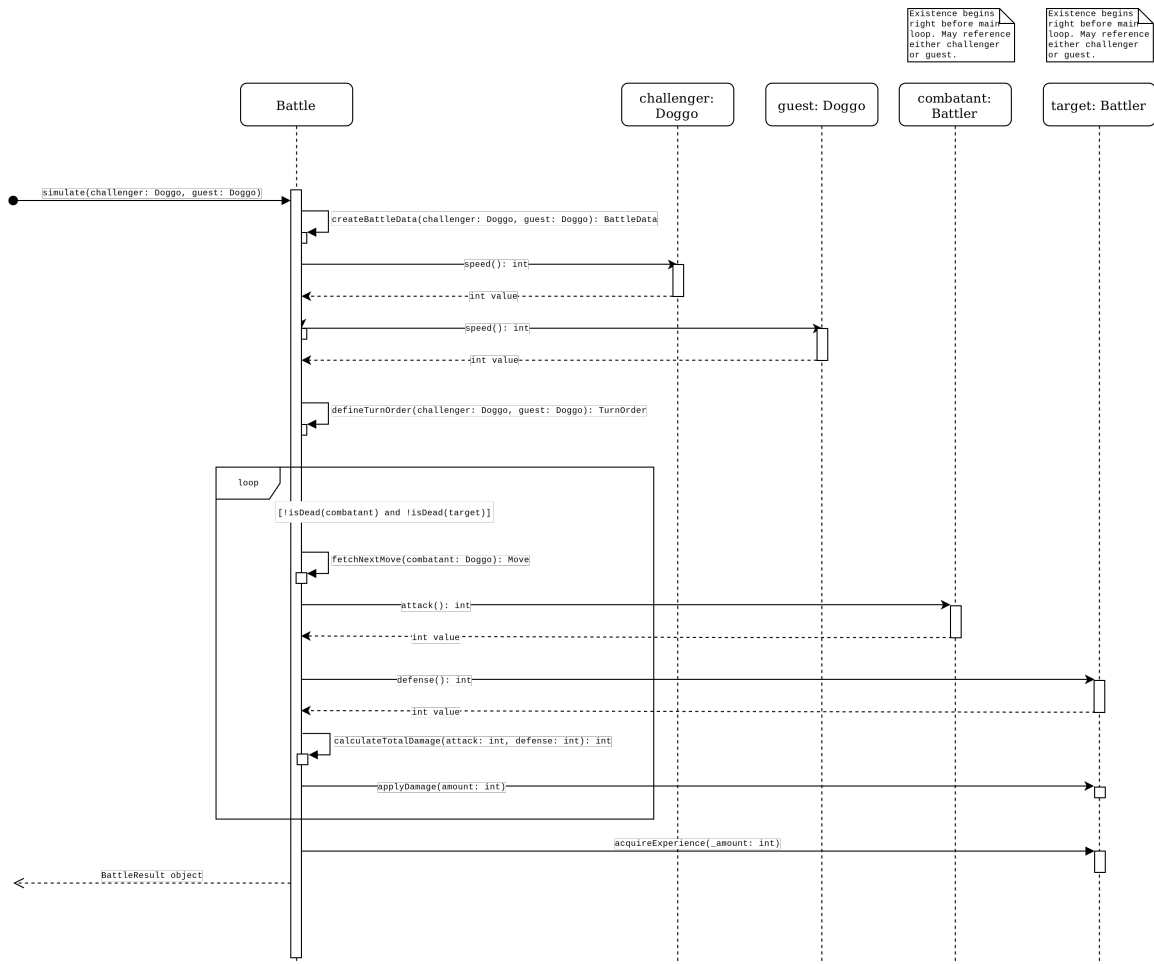 Existence begins
right before main
loop. May reference
either challenger
or guest.
Existence begins
right before main
loop. May reference
either challenger
or guest.
Battle
challenger:
Doggo
guest: Doggo
combatant:
Battler
target: Battler
simulate(challenger: Doggo, guest: Doggo)
createBattleData(challenger: Doggo, guest: Doggo): BattleData
speed(): int
int value
speed(): int
int value
defineTurnOrder(challenger: Doggo, guest: Doggo): TurnOrder
loop
[!isDead(combatant) and !isDead(target)]
fetchNextMove(combatant: Doggo): Move
attack(): int
int value
defense(): int
int value
calculateTotalDamage(attack: int, defense: int): int
applyDamage(amount: int)
acquireExperience(_amount: int)
BattleResult object